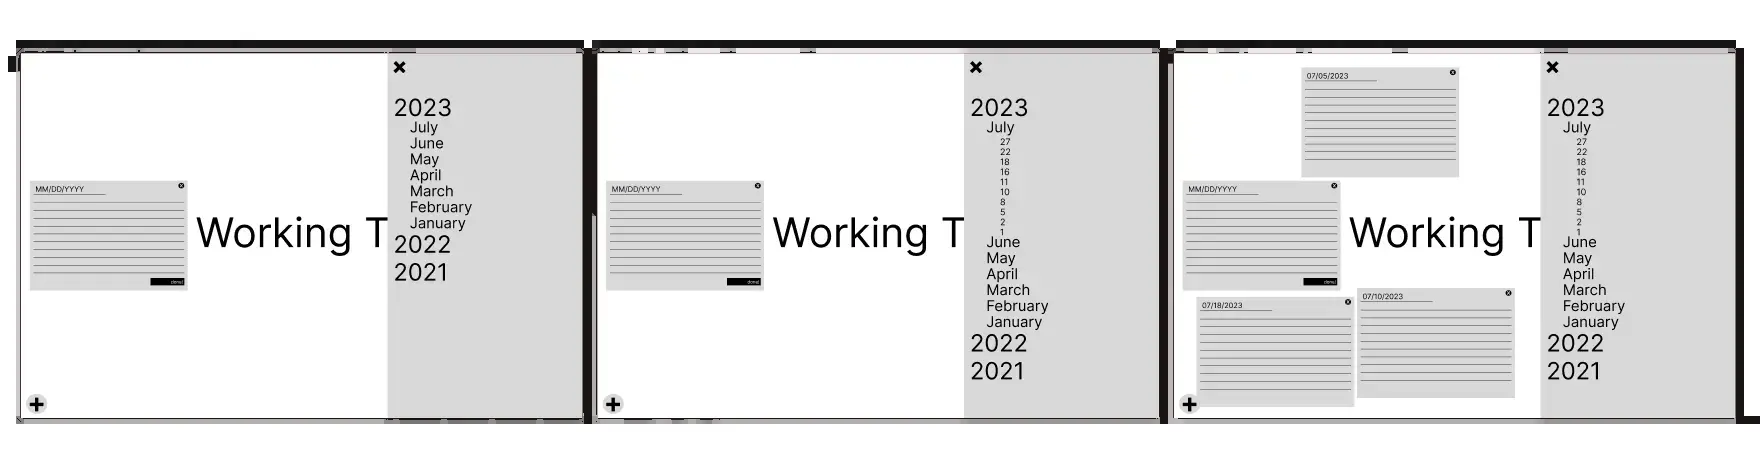 2023
July
June
May
April
March
February
January
2022
2021
MM/DD/YYYY
Working T
done!
2023
July
27
22
18
16
11
10
8
5
2
1
June
May
April
March
February
January
2022
2021
MM/DD/YYYY
Working T
done!
07/05/2023
2023
July
27
22
18
16
11
10
8
5
2
1
June
May
April
March
February
January
2022
2021
MM/DD/YYYY
Working T
done!
07/18/2023
07/10/2023